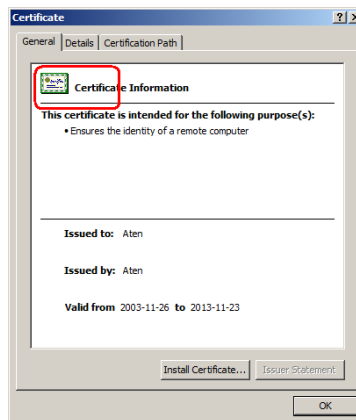 Certificate
General Details Certification Path
Certificate Information
This certificate is intended for the following purpose(s):
• Ensures the identity of a remote computer
Issued to: Aten
Issued by: Aten
Valid from 2003-11-26 to 2013-11-23
Install Certificate... Issuer Statement
OK